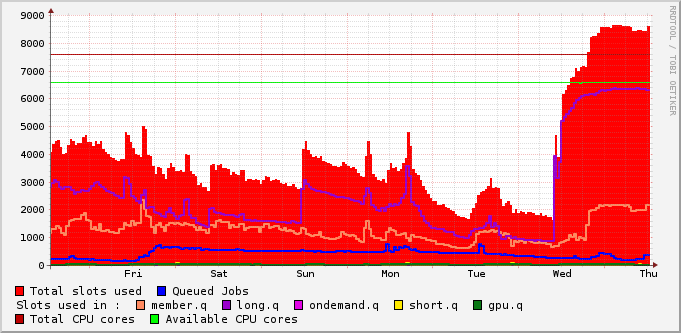 RRDTOOL / TOBI OETIKER
9000
8000
7000
6000
5000
4000
3000
2000
1000
0
Fri Sat Sun Mon Tue Wed Thu
Total slots used Queued Jobs
Slots used in : member.q long.q ondemand.q short.q gpu.q
Total CPU cores Available CPU cores